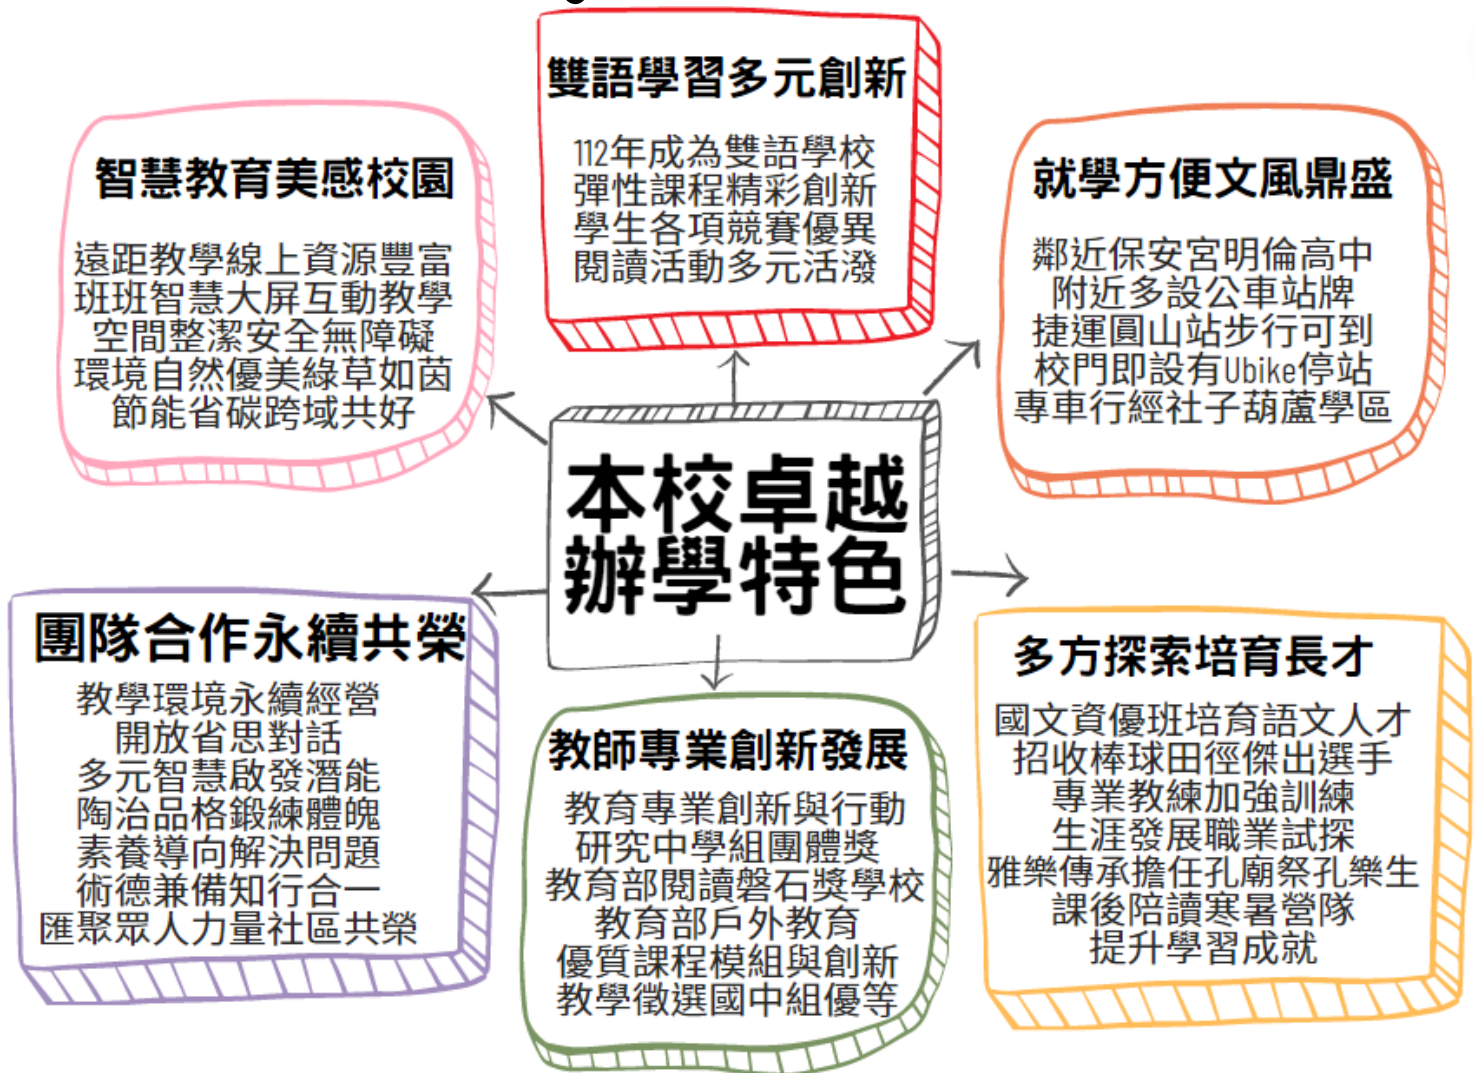 雙語學習多元創新
112年成為雙語學校
彈性課程精彩創新
學生各項競賽優異
閱讀活動多元活潑
智慧教育美感校園
遠距教學線上資源豐富
班班智慧大屏互動教學
空間整潔安全無障礙
環境自然優美綠草如茵
節能省碳跨域共好
就學方便文風鼎盛
鄰近保安宮明倫高中
附近多設公車站牌
捷運圓山站步行可到
校門即設有Ubike停站
專車行經社子葫蘆學區
本校卓越
辦學特色
團隊合作永續共榮
教學環境永續經營
開放省思對話
多元智慧啟發潛能
陶冶品格鍛練體魄
素養導向解決問題
術德兼備知行合一
匯聚眾人力量社區共榮
教師專業創新發展
教育專業創新與行動
研究中學組團體獎
教育部閱讀磐石獎學校
教育部戶外教育
優質課程模組與創新
教學徵選國中組優等
多方探索培育長才
國文資優班培育語文人才
招收棒球田徑傑出選手
專業教練加強訓練
生涯發展職業試探
雅樂傳承擔任孔廟祭孔樂生
課後陪讀寒暑營隊
提升學習成就